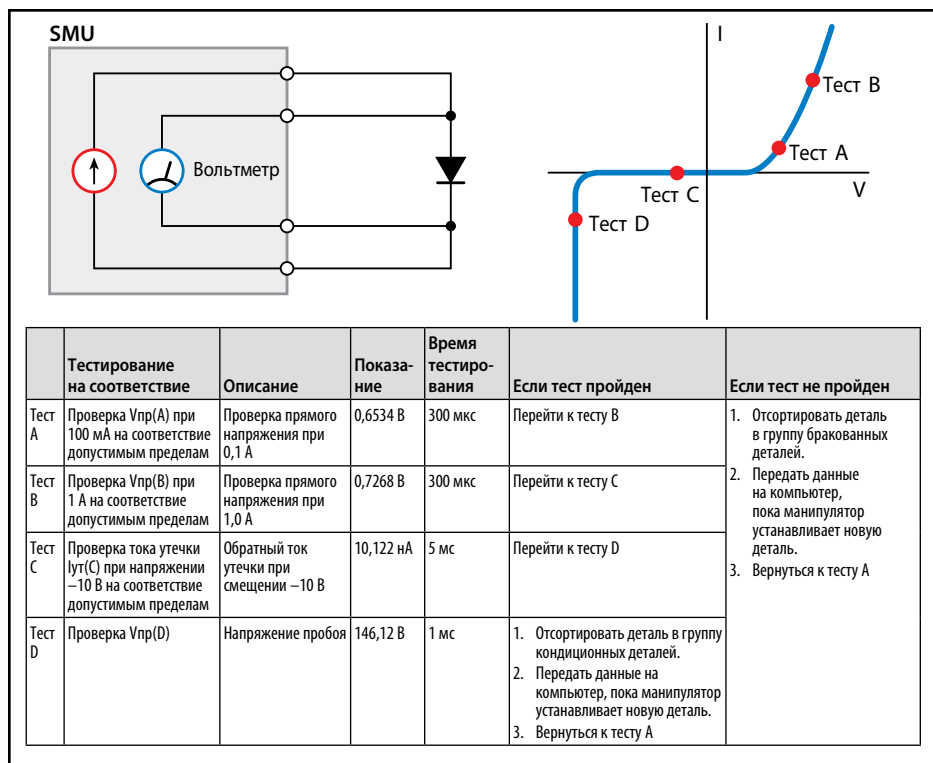 SMU
Вольтметр
I
V
Тест B
Тест A
Тест C
Тест D
Тестирование
на соответствие
Описание
Показа-
ние
Время
тестиро-
вания
Если тест пройден
Если тест не пройден
Тест
A
Проверка Vпр(A) при
100 мА на соответствие
допустимым пределам
Проверка прямого
напряжения при
0,1 А
0,6534 В
300 мкс
Перейти к тесту B
1. Отсортировать деталь
в группу бракованных
деталей.
2. Передать данные
на компьютер,
пока манипулятор
устанавливает новую
деталь.
3. Вернуться к тесту A
Тест
B
Проверка Vпр(B) при
1 А на соответствие
допустимым пределам
Проверка прямого
напряжения при
1,0 А
0,7268 В
300 мкс
Перейти к тесту C
Тест
C
Проверка тока утечки
Iут(C) при напряжении
–10 В на соответствие
допустимым пределам
Обратный ток
утечки при
смещении –10 В
10,122 нА
5 мс
Перейти к тесту D
Тест
D
Проверка Vпр(D)
Напряжение пробоя
146,12 В
1 мс
1. Отсортировать деталь в группу
кондиционных деталей.
2. Передать данные на
компьютер, пока манипулятор
устанавливает новую деталь.
3. Вернуться к тесту A